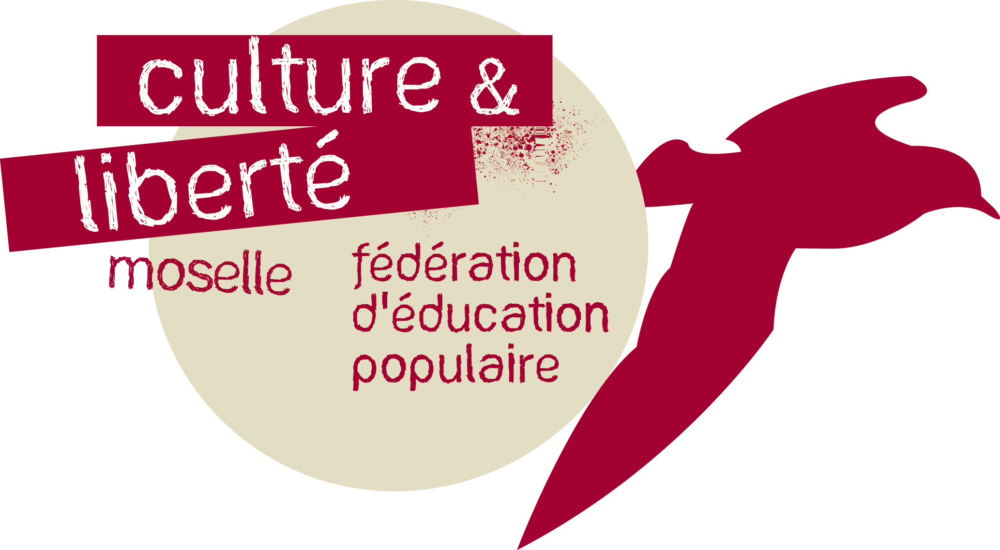 culture &
liberté
moselle
fédération
d'éducation
populaire